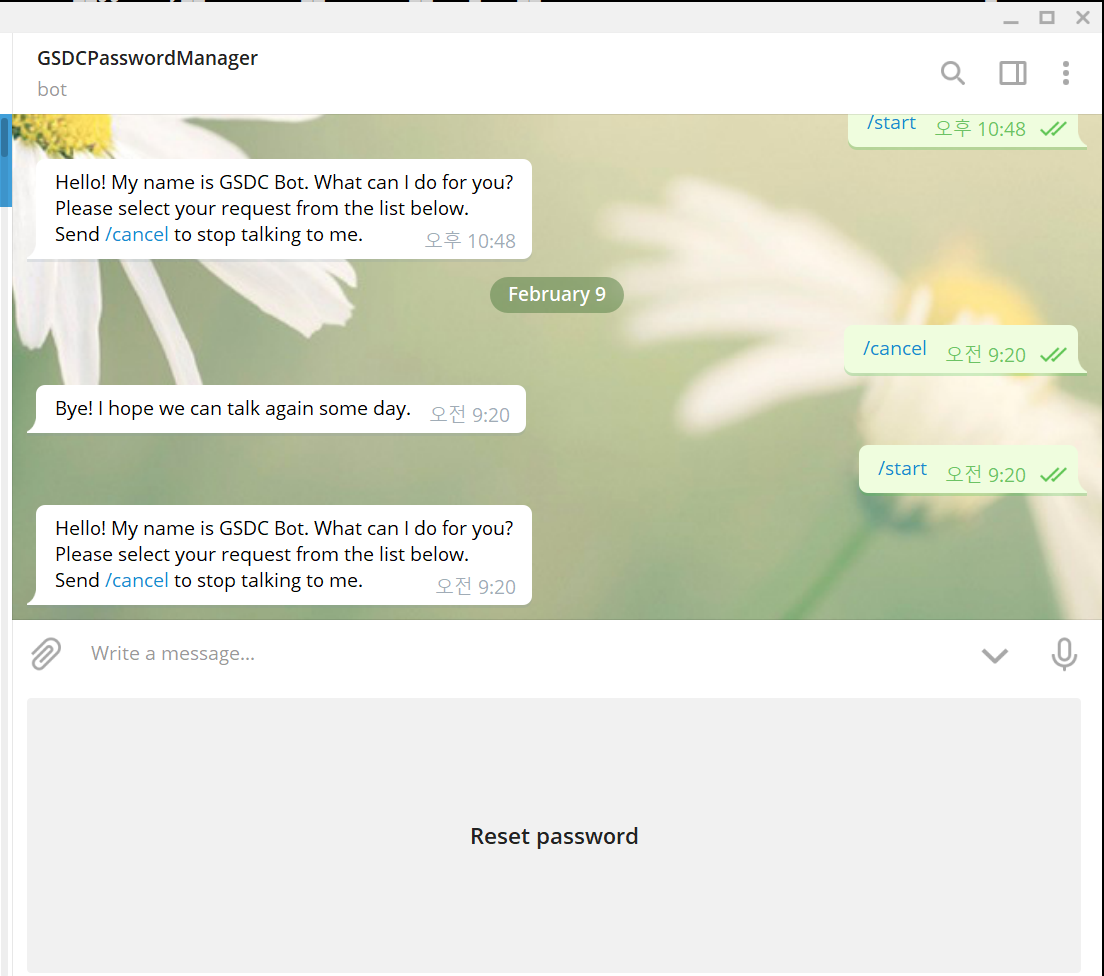 GSDCPasswordManager
bot
/start 오후 10:48
Hello! My name is GSDC Bot. What can I do for you?
Please select your request from the list below.
Send /cancel to stop talking to me. 오후 10:48
February 9
/cancel 오전 9:20
Bye! I hope we can talk again some day. 오전 9:20
/start 오전 9:20
Hello! My name is GSDC Bot. What can I do for you?
Please select your request from the list below.
Send /cancel to stop talking to me. 오전 9:20
Write a message...
Reset password